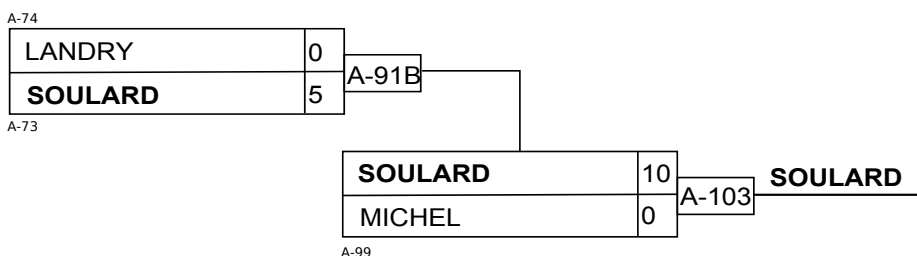 A-74
LANDRY 0
A-91B
SOULARD 5
A-73
SOULARD 10
A-103
SOULARD
MICHEL 0
A-99